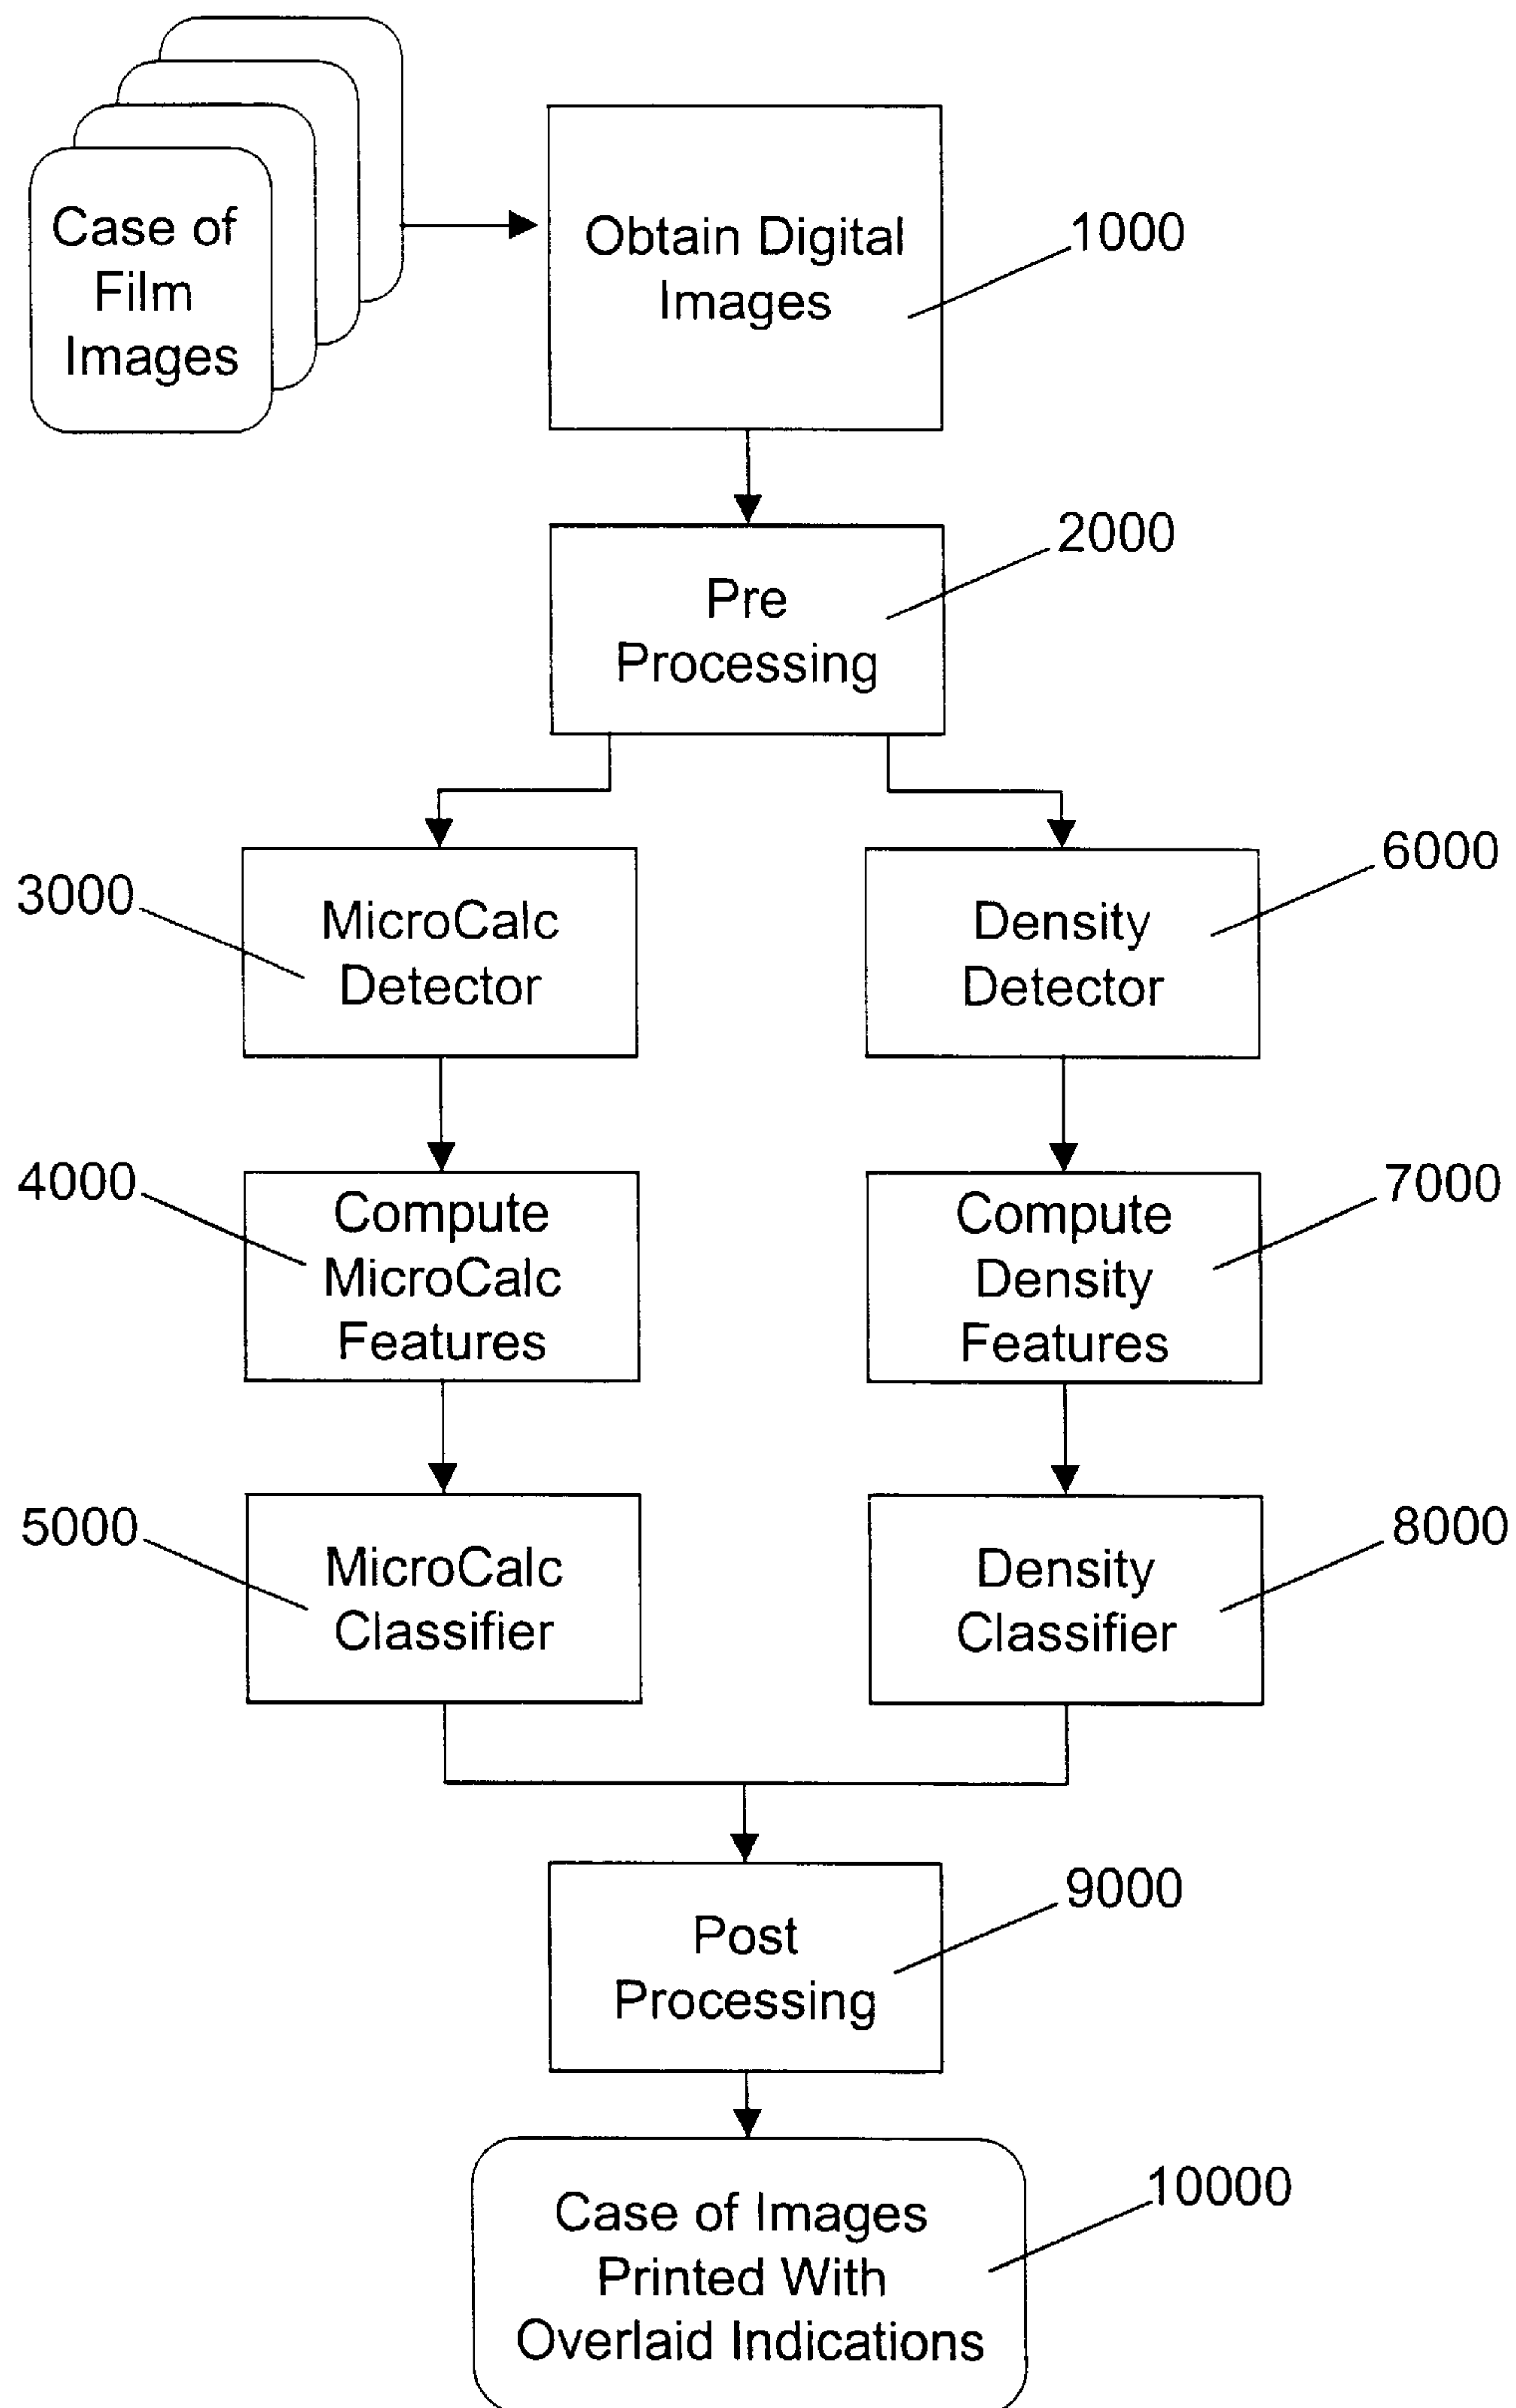 Case of
Film
Images
Obtain Digital
Images
1000
Pre
Processing
2000
3000
MicroCalc
Detector
Density
Detector
6000
4000
Compute
MicroCalc
Features
Compute
Density
Features
7000
5000
MicroCalc
Classifier
Density
Classifier
8000
Post
Processing
9000
Case of Images
Printed With
Overlaid Indications
10000